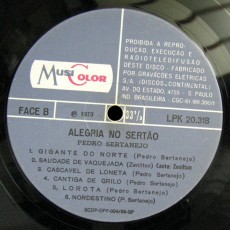 MUSICOLOR
PROIBIDA A REPRO
DUÇÃO, EXECUÇÃO E
RADIOTELEDIFUSÃO
DESTE DISCO - FABRICADO
POR GRAVAÇÕES ELÉTRICAS
S/A (DISCOS CONTINENTAL)
AV. DO ESTADO, 4755 - S. PAULO
IND. BRASILEIRA
FACE B
33⅓
LPK 20.318
ALEGRIA NO SERTÃO
PEDRO SERTANEJO
1. GIGANTE DO NORTE (Pedro Sertanejo)
2. SAUDADE DE VAQUEJADA (Zenilton) Canta: Zenilton
3. CASCAVEL DE LONETA (Pedro Sertanejo)
4. CANTIGA DE GRILO (Pedro Sertanejo)
5. LOROTA (Pedro Sertanejo)
6. NORDESTINO (P. Sertanejo)